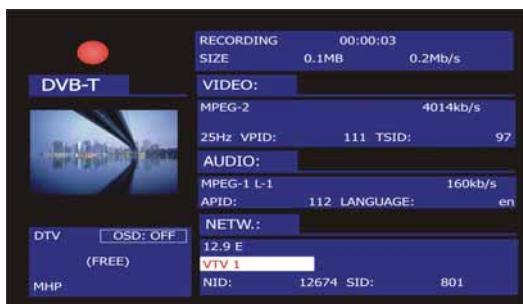 RECORDING 00:00:03
SIZE 0.1MB 0.2Mb/s
DVB-T
VIDEO:
MPEG-2 4014kb/s
25Hz VPID: 111 TSID: 97
AUDIO:
MPEG-1 L-1 160kb/s
APID: 112 LANGUAGE: en
NETW.:
12.9 E
VTV 1
NID: 12674 SID: 801
DTV OSD: OFF
(FREE)
MHP